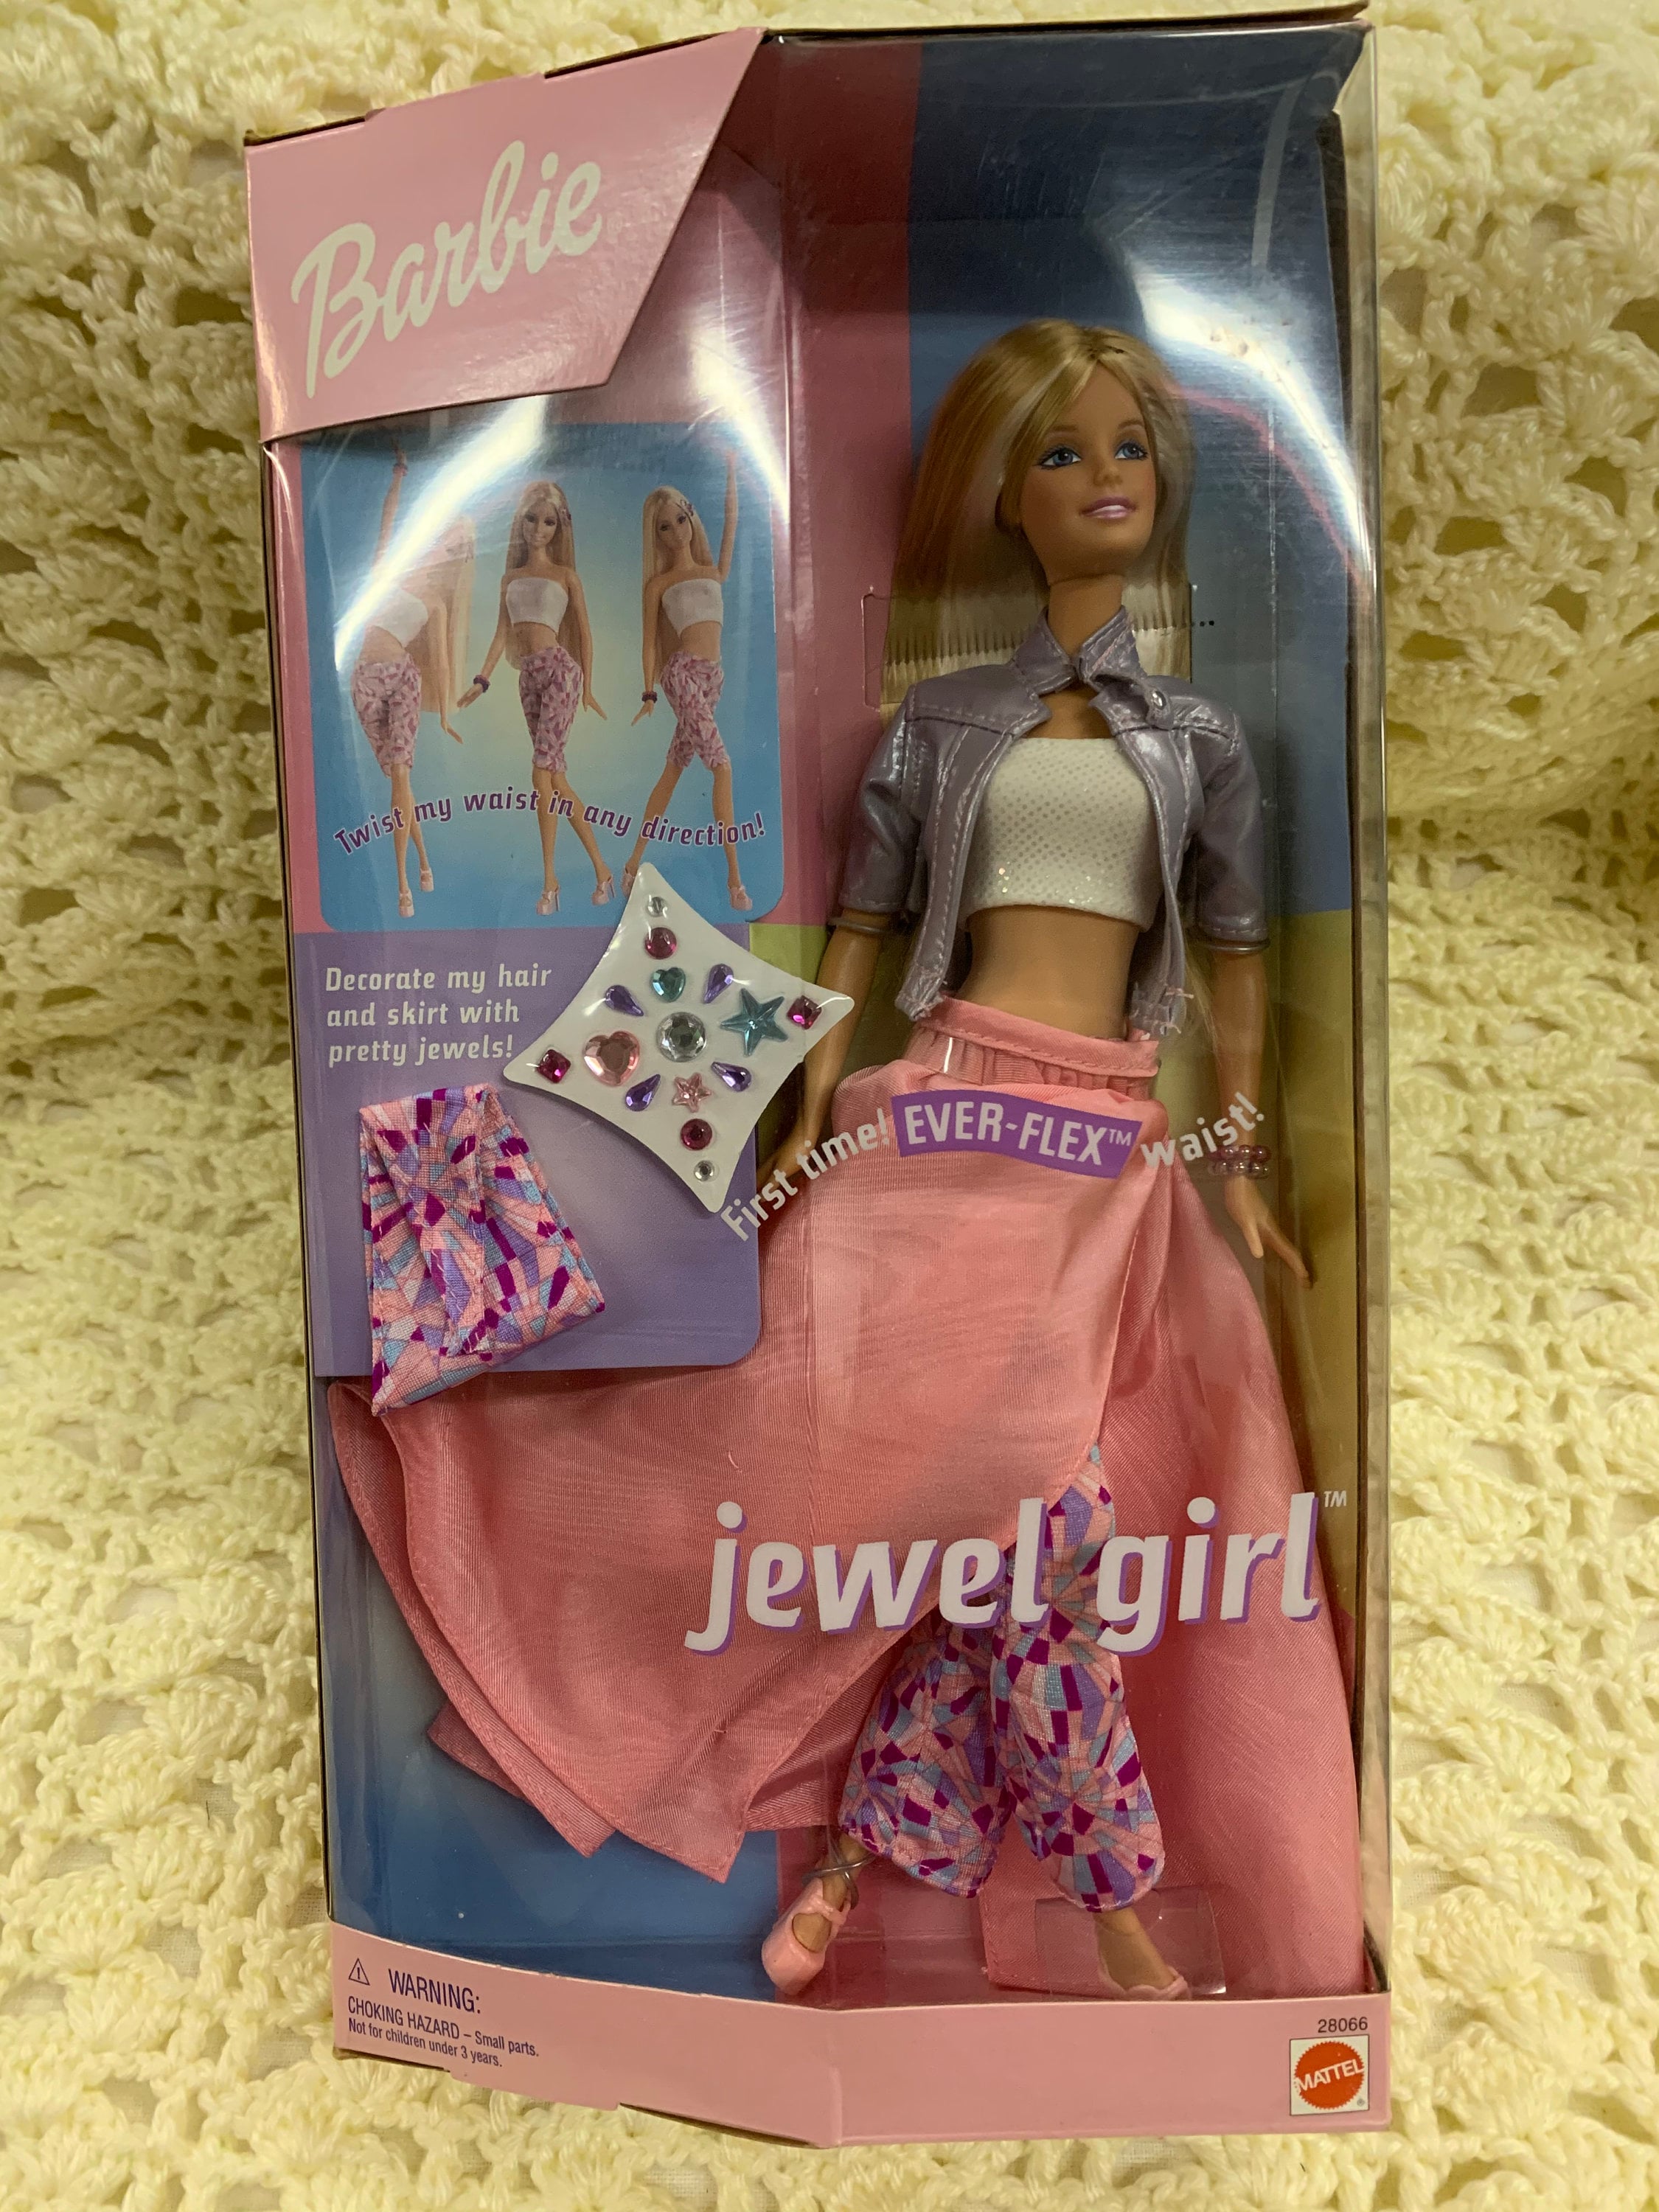 Barbie®
Twist my waist in any direction!
Decorate my hair
and skirt with
pretty jewels!
First time! EVER-FLEX™ waist!
jewel girl™
⚠ WARNING:
CHOKING HAZARD – Small parts.
Not for children under 3 years.
28066
MATTEL®